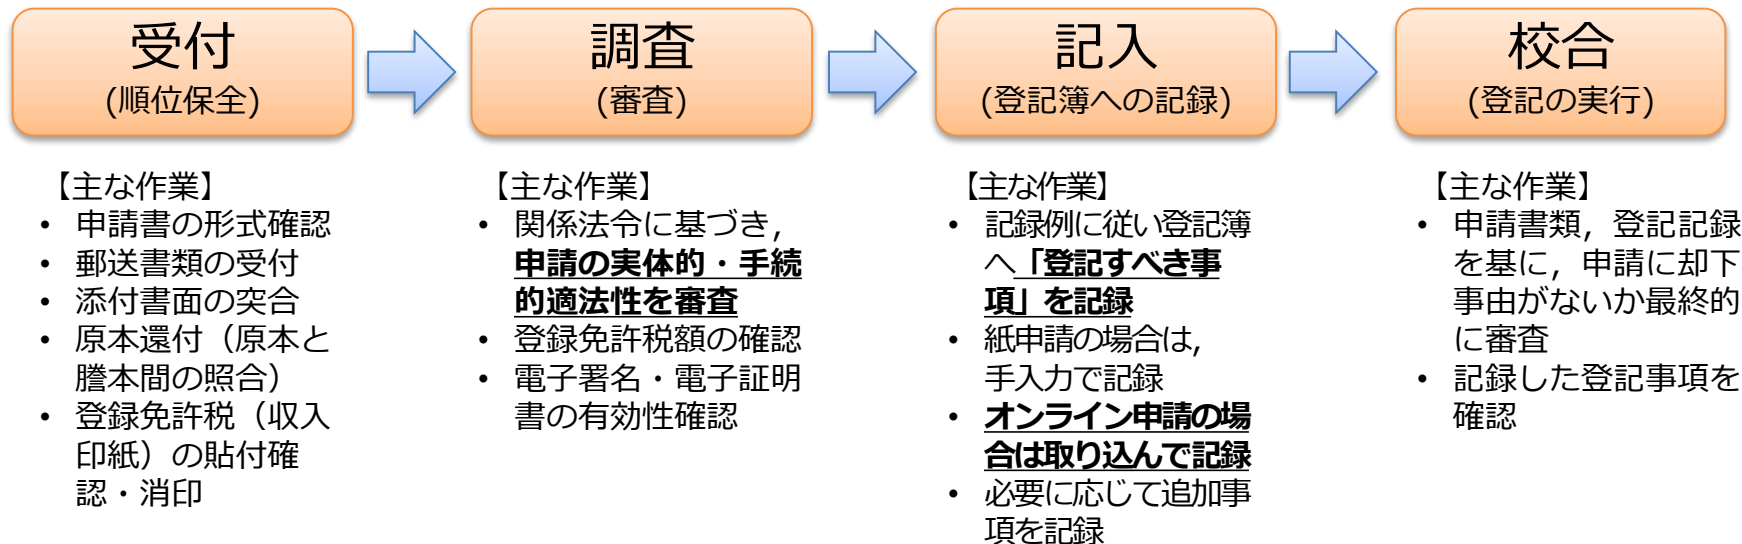 受付
(順位保全)
【主な作業】
• 申請書の形式確認
• 郵送書類の受付
• 添付書面の突合
• 原本還付（原本と
謄本間の照合）
• 登録免許税（収入
印紙）の貼付確
認・消印
調査
(審査)
【主な作業】
• 関係法令に基づき，
申請の実体的・手続
的適法性を審査
• 登録免許税額の確認
• 電子署名・電子証明
書の有効性確認
記入
(登記簿への記録)
【主な作業】
• 記録例に従い登記簿
へ「登記すべき事
項」を記録
• 紙申請の場合は，
手入力で記録
• オンライン申請の場
合は取り込んで記録
• 必要に応じて追加事
項を記録
校合
(登記の実行)
【主な作業】
• 申請書類，登記記録
を基に，申請に却下
事由がないか最終的
に審査
• 記録した登記事項を
確認